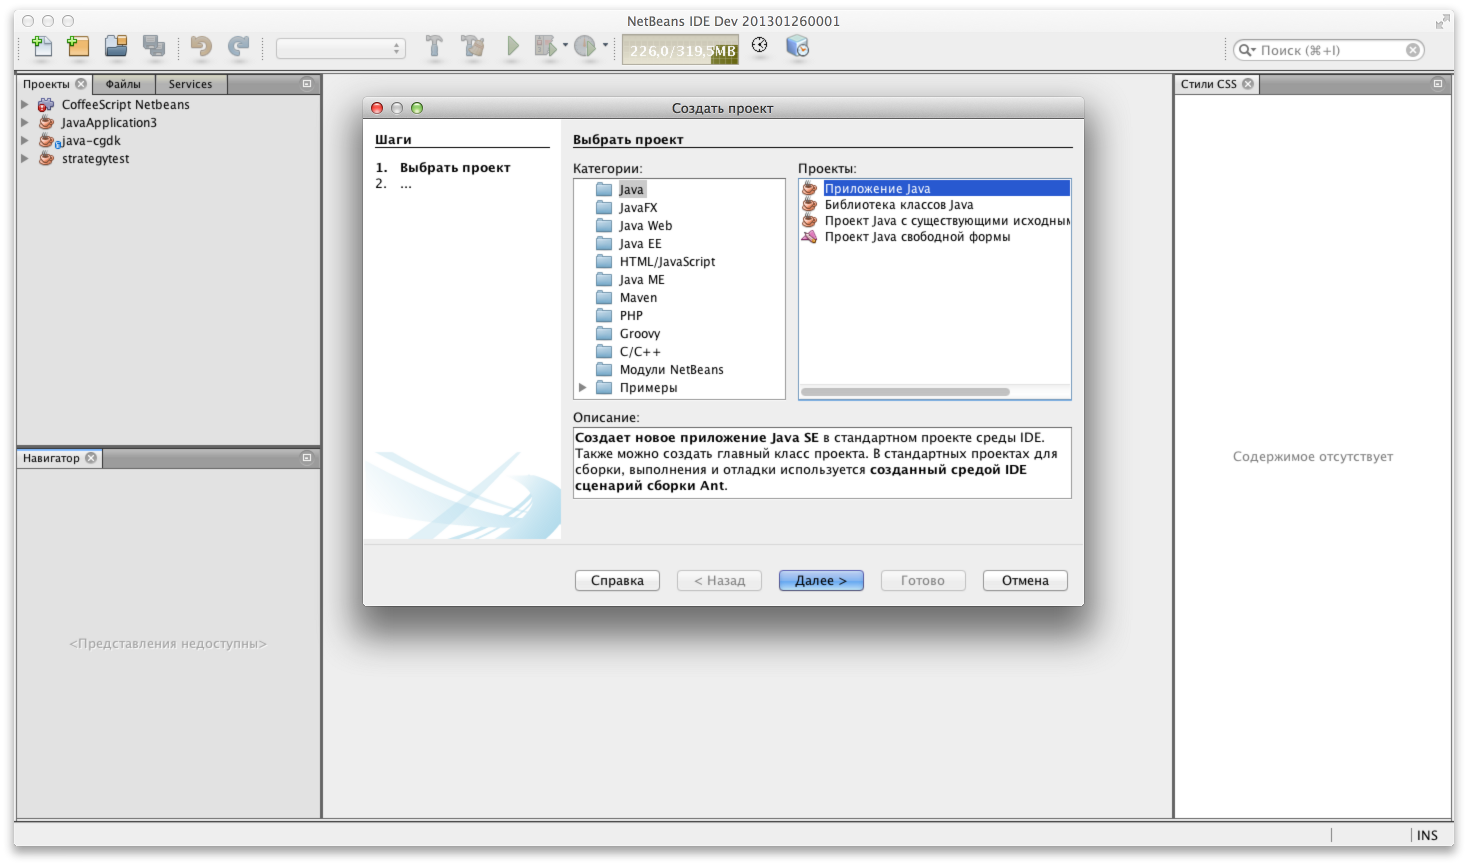 NetBeans IDE Dev 201301260001
226,0/319,5MB
Поиск (⌘+I)
Проекты
Файлы
Services
CoffeeScript Netbeans
JavaApplication3
java-cgdk
strategytest
Навигатор
<Представления недоступны>
Создать проект
Шаги
1. Выбрать проект
2. ...
Выбрать проект
Категории:
Java
JavaFX
Java Web
Java EE
HTML/JavaScript
Java ME
Maven
PHP
Groovy
C/C++
Модули NetBeans
Примеры
Проекты:
Приложение Java
Библиотека классов Java
Проект Java с существующими исходным
Проект Java свободной формы
Описание:
Создает новое приложение Java SE в стандартном проекте среды IDE.
Также можно создать главный класс проекта. В стандартных проектах для
сборки, выполнения и отладки используется созданный средой IDE
сценарий сборки Ant.
Справка
< Назад
Далее >
Готово
Отмена
Стили CSS
Содержимое отсутствует
INS